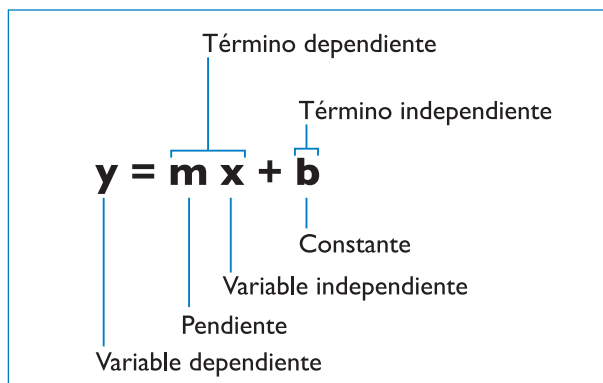 Término dependiente
Término independiente
y = m x + b
Constante
Variable independiente
Pendiente
Variable dependiente